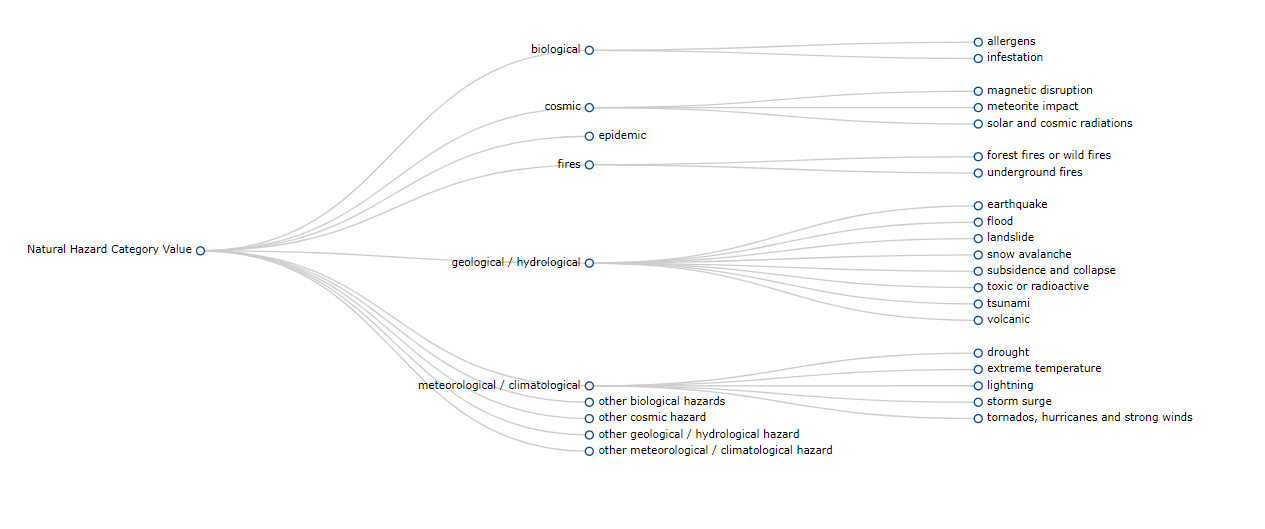 Natural Hazard Category Value
biological
allergens
infestation
cosmic
magnetic disruption
meteorite impact
solar and cosmic radiations
epidemic
fires
forest fires or wild fires
underground fires
geological / hydrological
earthquake
flood
landslide
snow avalanche
subsidence and collapse
toxic or radioactive
tsunami
volcanic
meteorological / climatological
drought
extreme temperature
lightning
storm surge
tornados, hurricanes and strong winds
other biological hazards
other cosmic hazard
other geological / hydrological hazard
other meteorological / climatological hazard